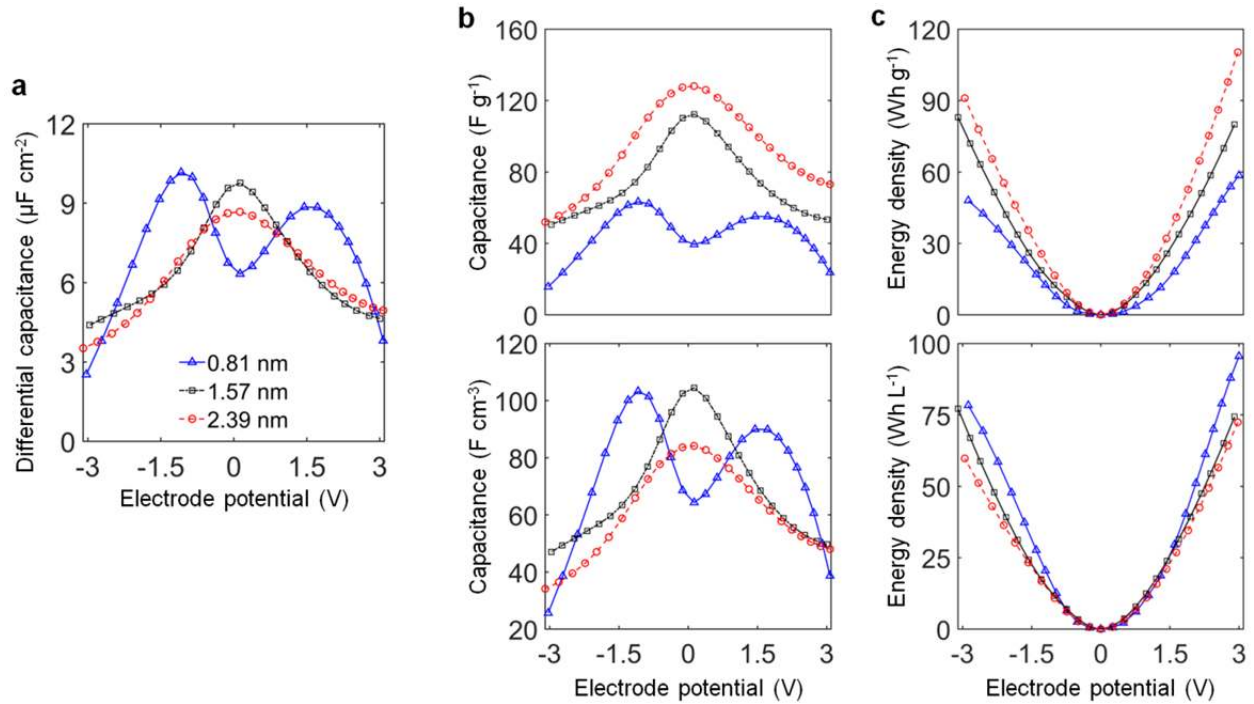 a
Differential capacitance (µF cm⁻²)
12
9
6
3
0
0.81 nm
1.57 nm
2.39 nm
-3 -1.5 0 1.5 3
Electrode potential (V)
b
Capacitance (F g⁻¹)
160
120
80
40
0
Capacitance (F cm⁻³)
120
100
80
60
40
20
-3 -1.5 0 1.5 3
Electrode potential (V)
c
Energy density (Wh g⁻¹)
120
90
60
30
0
Energy density (Wh L⁻¹)
100
75
50
25
0
-3 -1.5 0 1.5 3
Electrode potential (V)